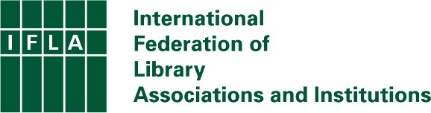 IFLA
International
Federation of
Library
Associations and Institutions